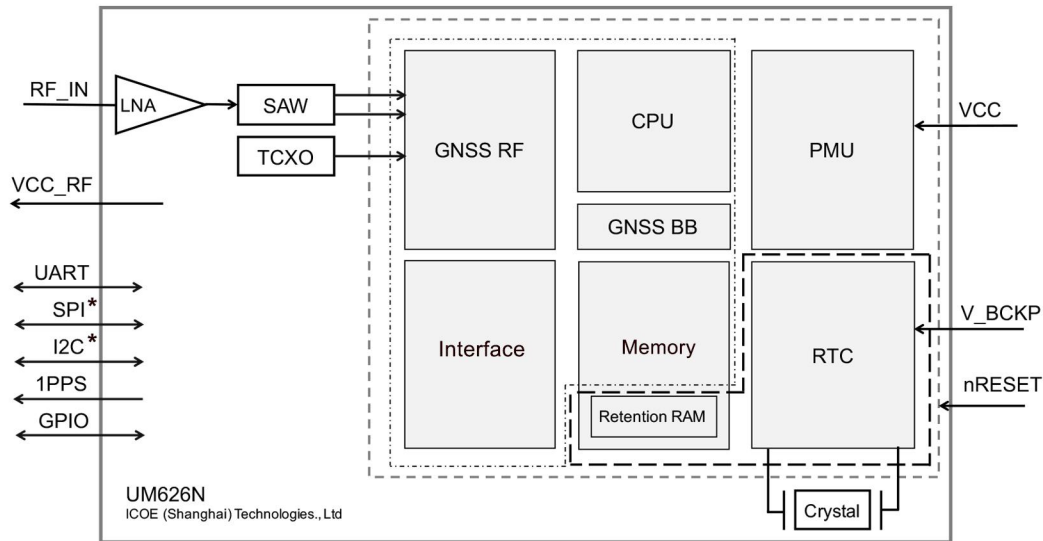 RF_IN
LNA
SAW
TCXO
GNSS RF
CPU
GNSS BB
PMU
VCC
VCC_RF
UART
SPI*
I2C*
1PPS
GPIO
Interface
Memory
Retention RAM
RTC
V_BCKP
nRESET
Crystal
UM626N
ICOE (Shanghai) Technologies., Ltd